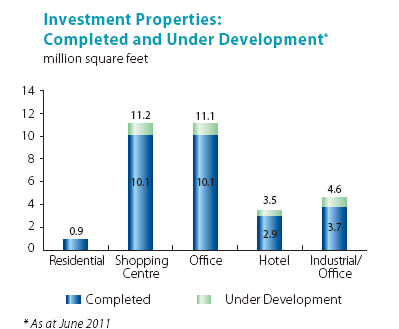 Investment Properties:
Completed and Under Development*
million square feet
14
12
10
8
6
4
2
0
0.9
11.2
10.1
11.1
10.1
3.5
2.9
4.6
3.7
Residential Shopping Centre Office Hotel Industrial/Office
Completed Under Development
* As at June 2011